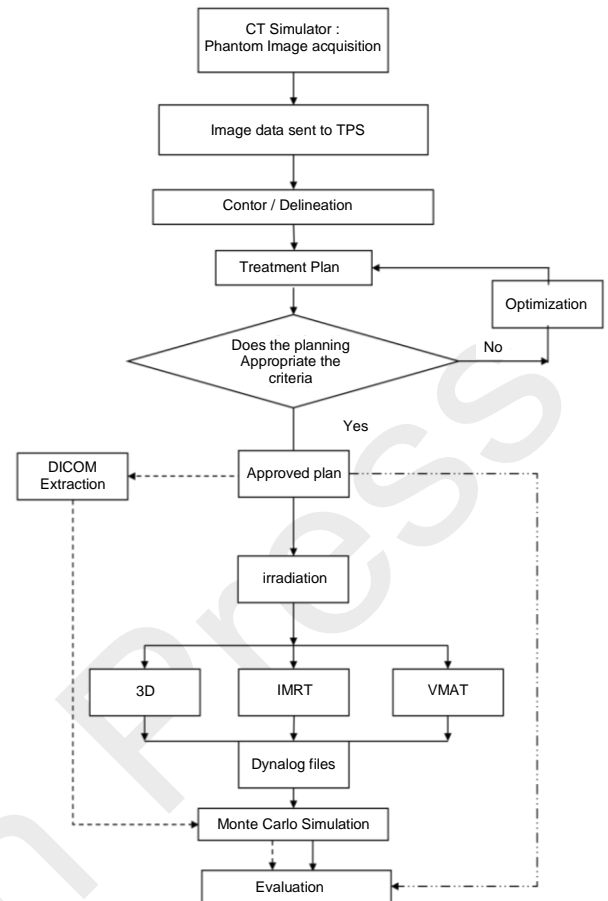 CT Simulator :
Phantom Image acquisition
Image data sent to TPS
Contor / Delineation
Treatment Plan
Optimization
Does the planning
Appropriate the
criteria
No
Yes
DICOM
Extraction
Approved plan
irradiation
3D
IMRT
VMAT
Dynalog files
Monte Carlo Simulation
Evaluation
n Press